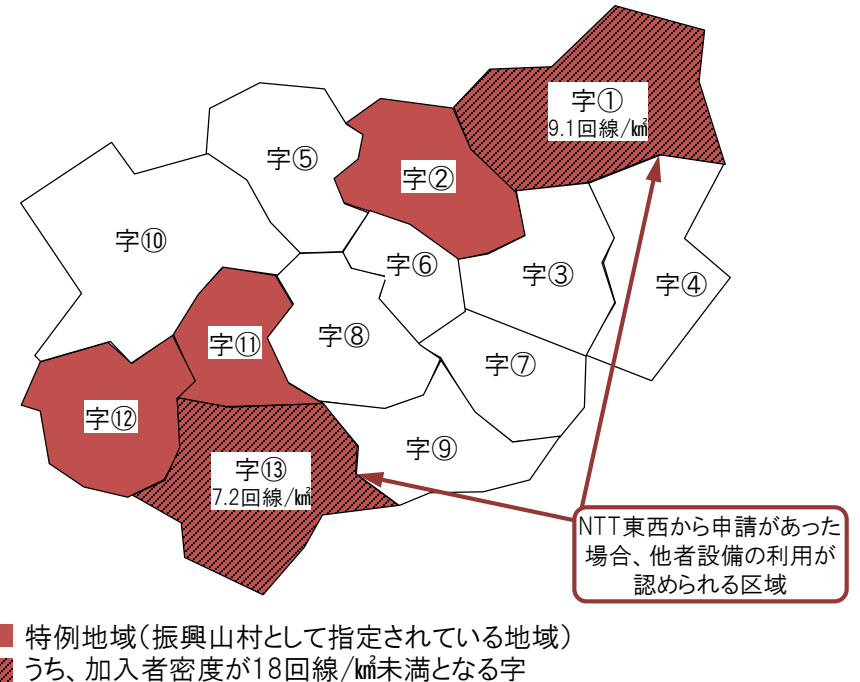 字①
9.1回線/㎢
字⑤
字②
字⑩
字⑥
字③
字④
字⑪
字⑧
字⑦
字⑫
字⑨
字⑬
7.2回線/㎢
NTT東西から申請があった
場合、他者設備の利用が
認められる区域
特例地域（振興山村として指定されている地域）
うち、加入者密度が18回線/㎢未満となる字